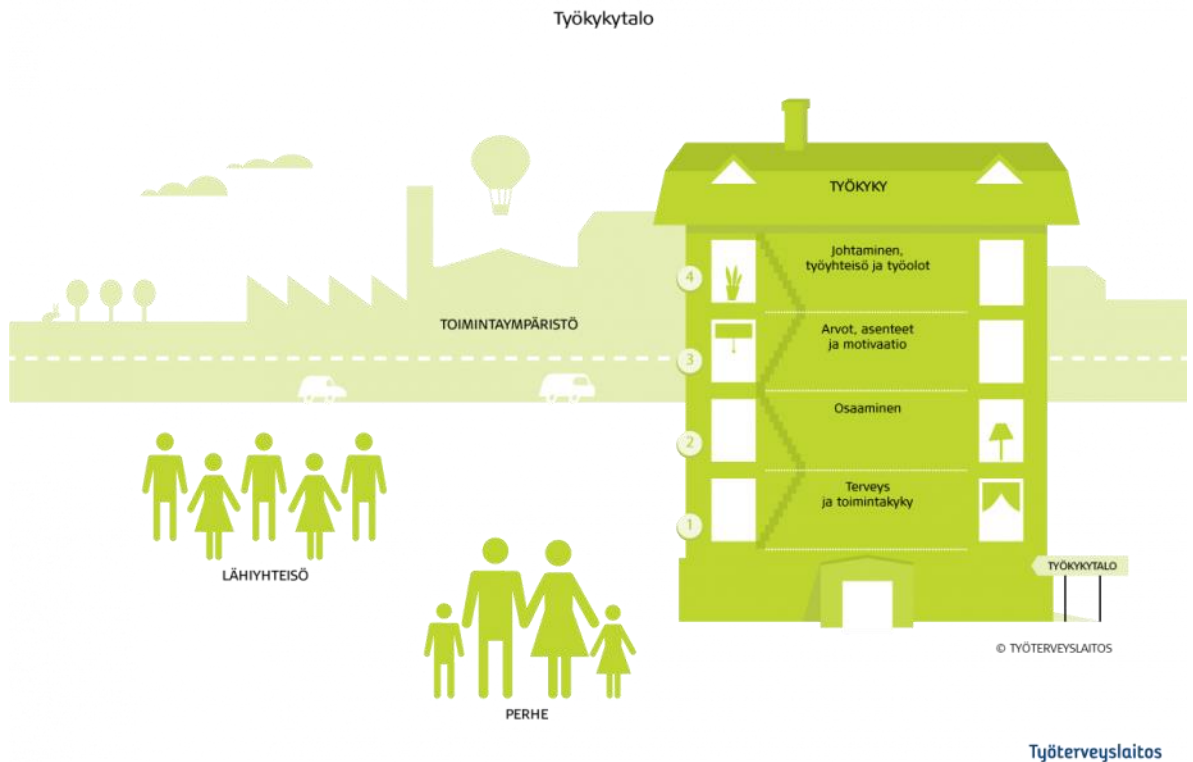 Työkykytalo
TYÖKYKY
4
Johtaminen,
työyhteisö ja työolot
TOIMINTAYMPÄRISTÖ
3
Arvot, asenteet
ja motivaatio
2
Osaaminen
1
Terveys
ja toimintakyky
LÄHIYHTEISÖ
TYÖKYKYTALO
© TYÖTERVEYSLAITOS
PERHE
Työterveyslaitos